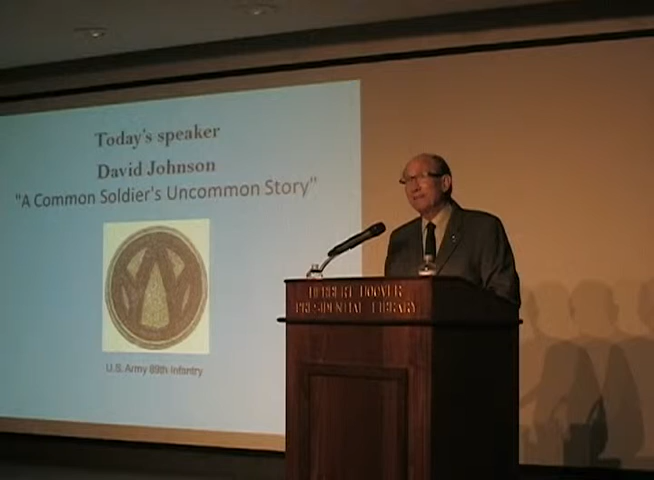 Today's speaker
David Johnson
"A Common Soldier's Uncommon Story"
U.S. Army 89th Infantry
HERBERT HOOVER
PRESIDENTIAL LIBRARY